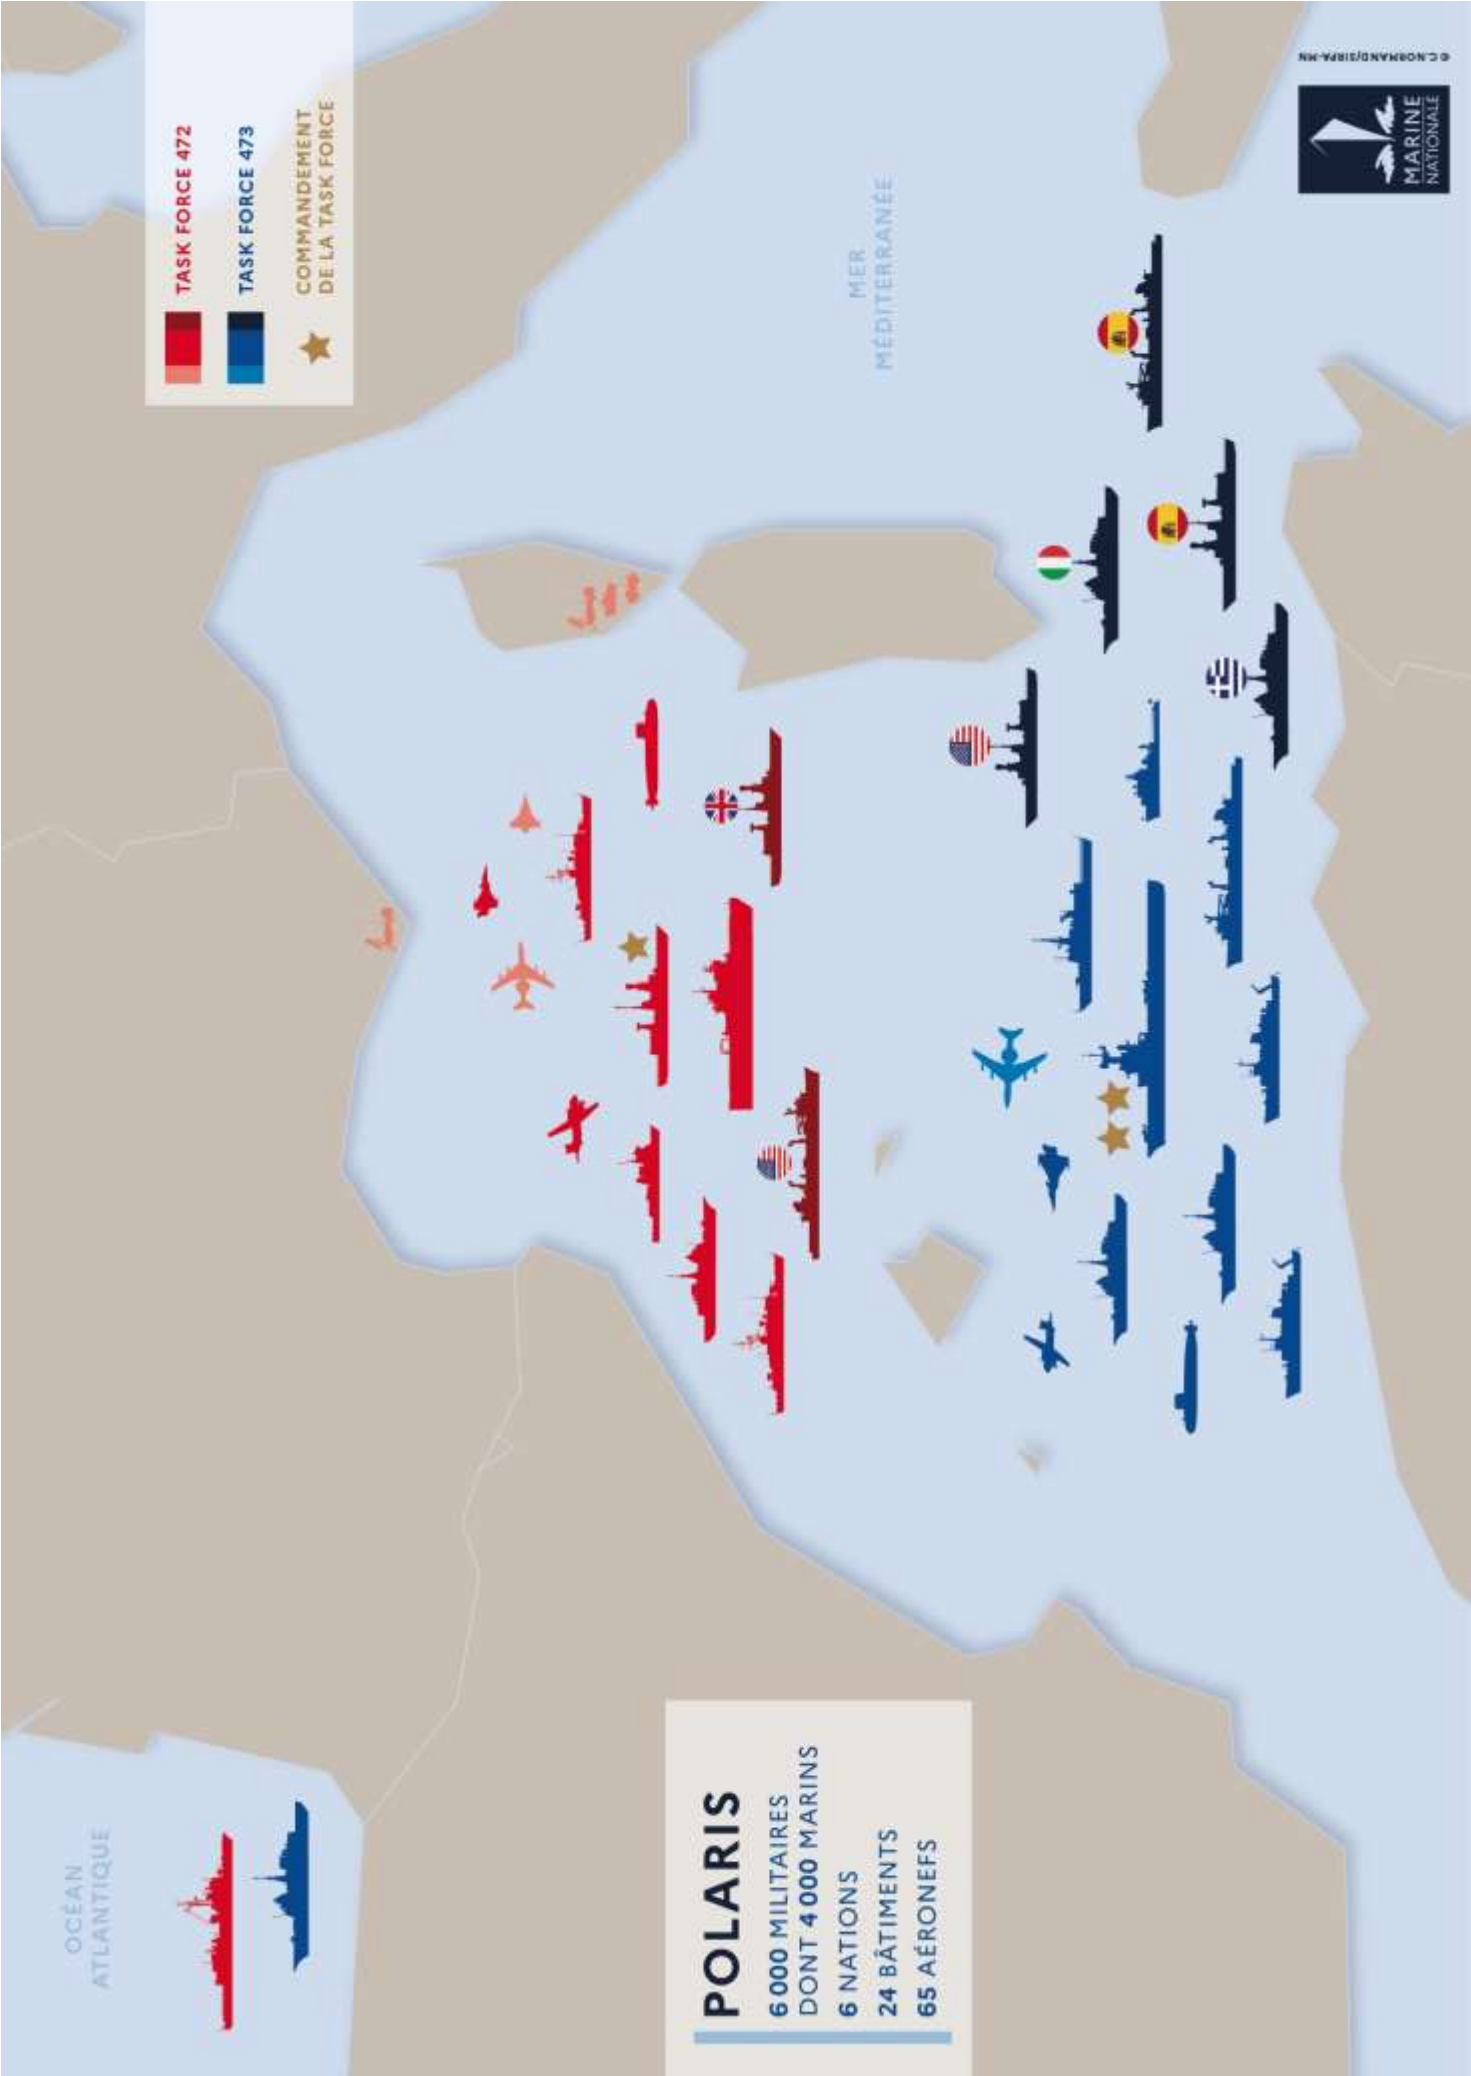 OCÉAN
ATLANTIQUE
TASK FORCE 472
TASK FORCE 473
COMMANDEMENT
DE LA TASK FORCE
MER
MÉDITERRANÉE
POLARIS
6 000 MILITAIRES
DONT 4 000 MARINS
6 NATIONS
24 BÂTIMENTS
65 AÉRONEFS
MARINE
NATIONALE
© C.NORMAND/SIRPA-MN